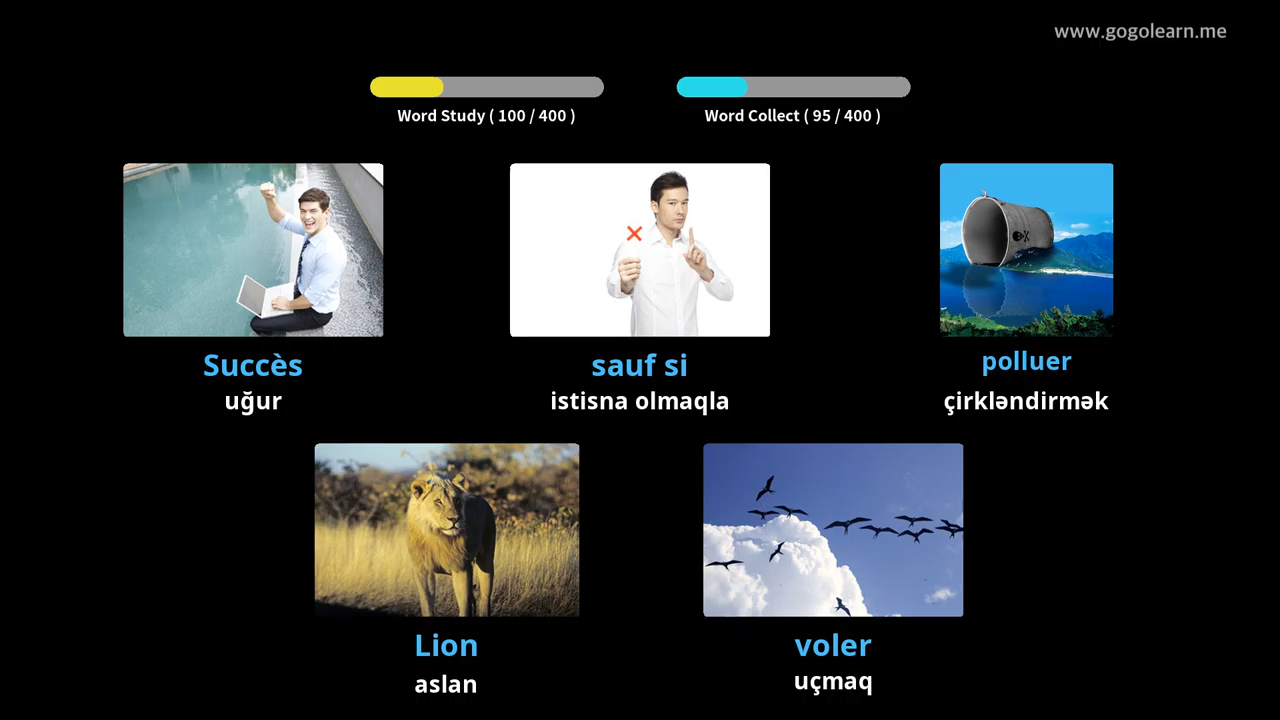 www.gogolearn.me
Word Study ( 100 / 400 )
Word Collect ( 95 / 400 )
Succès
uğur
sauf si
istisna olmaqla
polluer
çirkləndirmək
Lion
aslan
voler
uçmaq